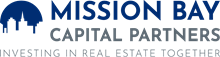 MISSION BAY
CAPITAL PARTNERS
INVESTING IN REAL ESTATE TOGETHER